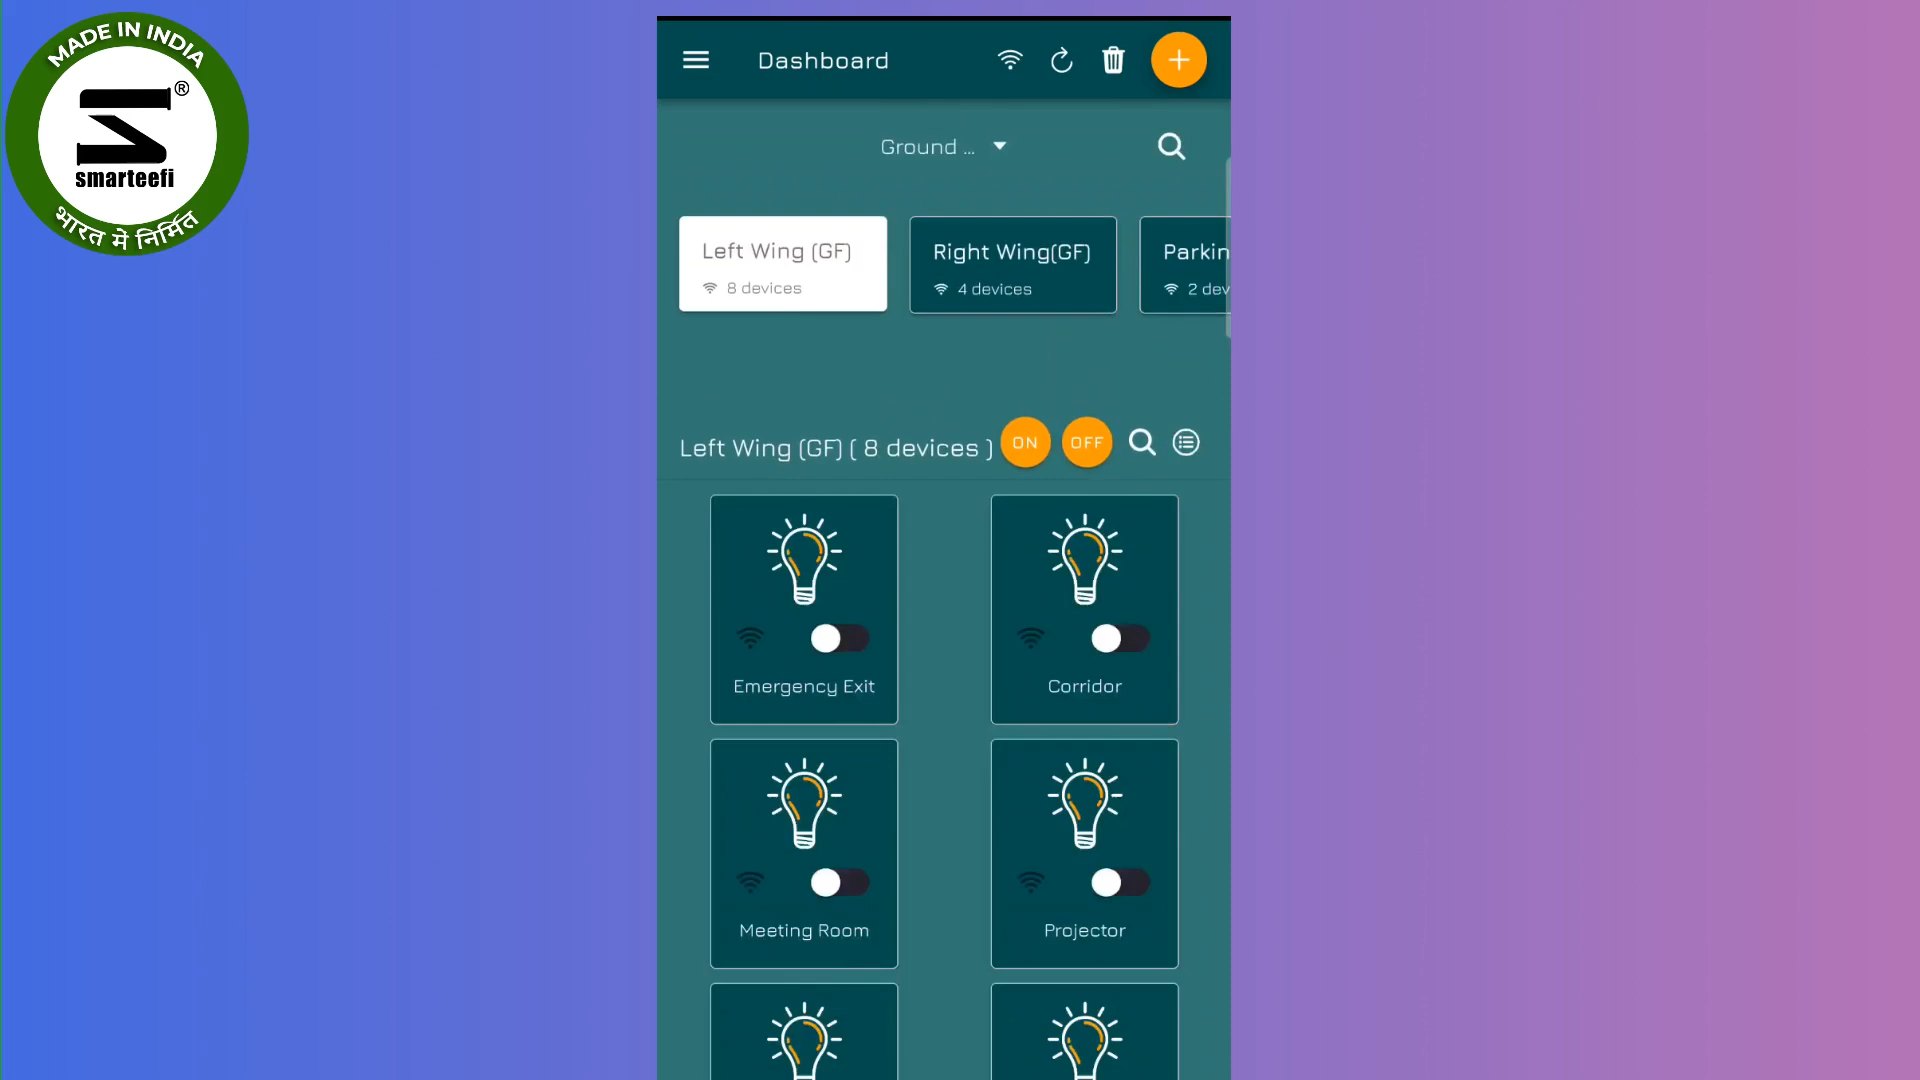 MADE IN INDIA
®
smarteefi
भारत में निर्मित
Dashboard
Ground ...
Left Wing (GF)
8 devices
Right Wing(GF)
4 devices
Parkin
2 dev
Left Wing (GF) ( 8 devices )
ON
OFF
Emergency Exit
Corridor
Meeting Room
Projector